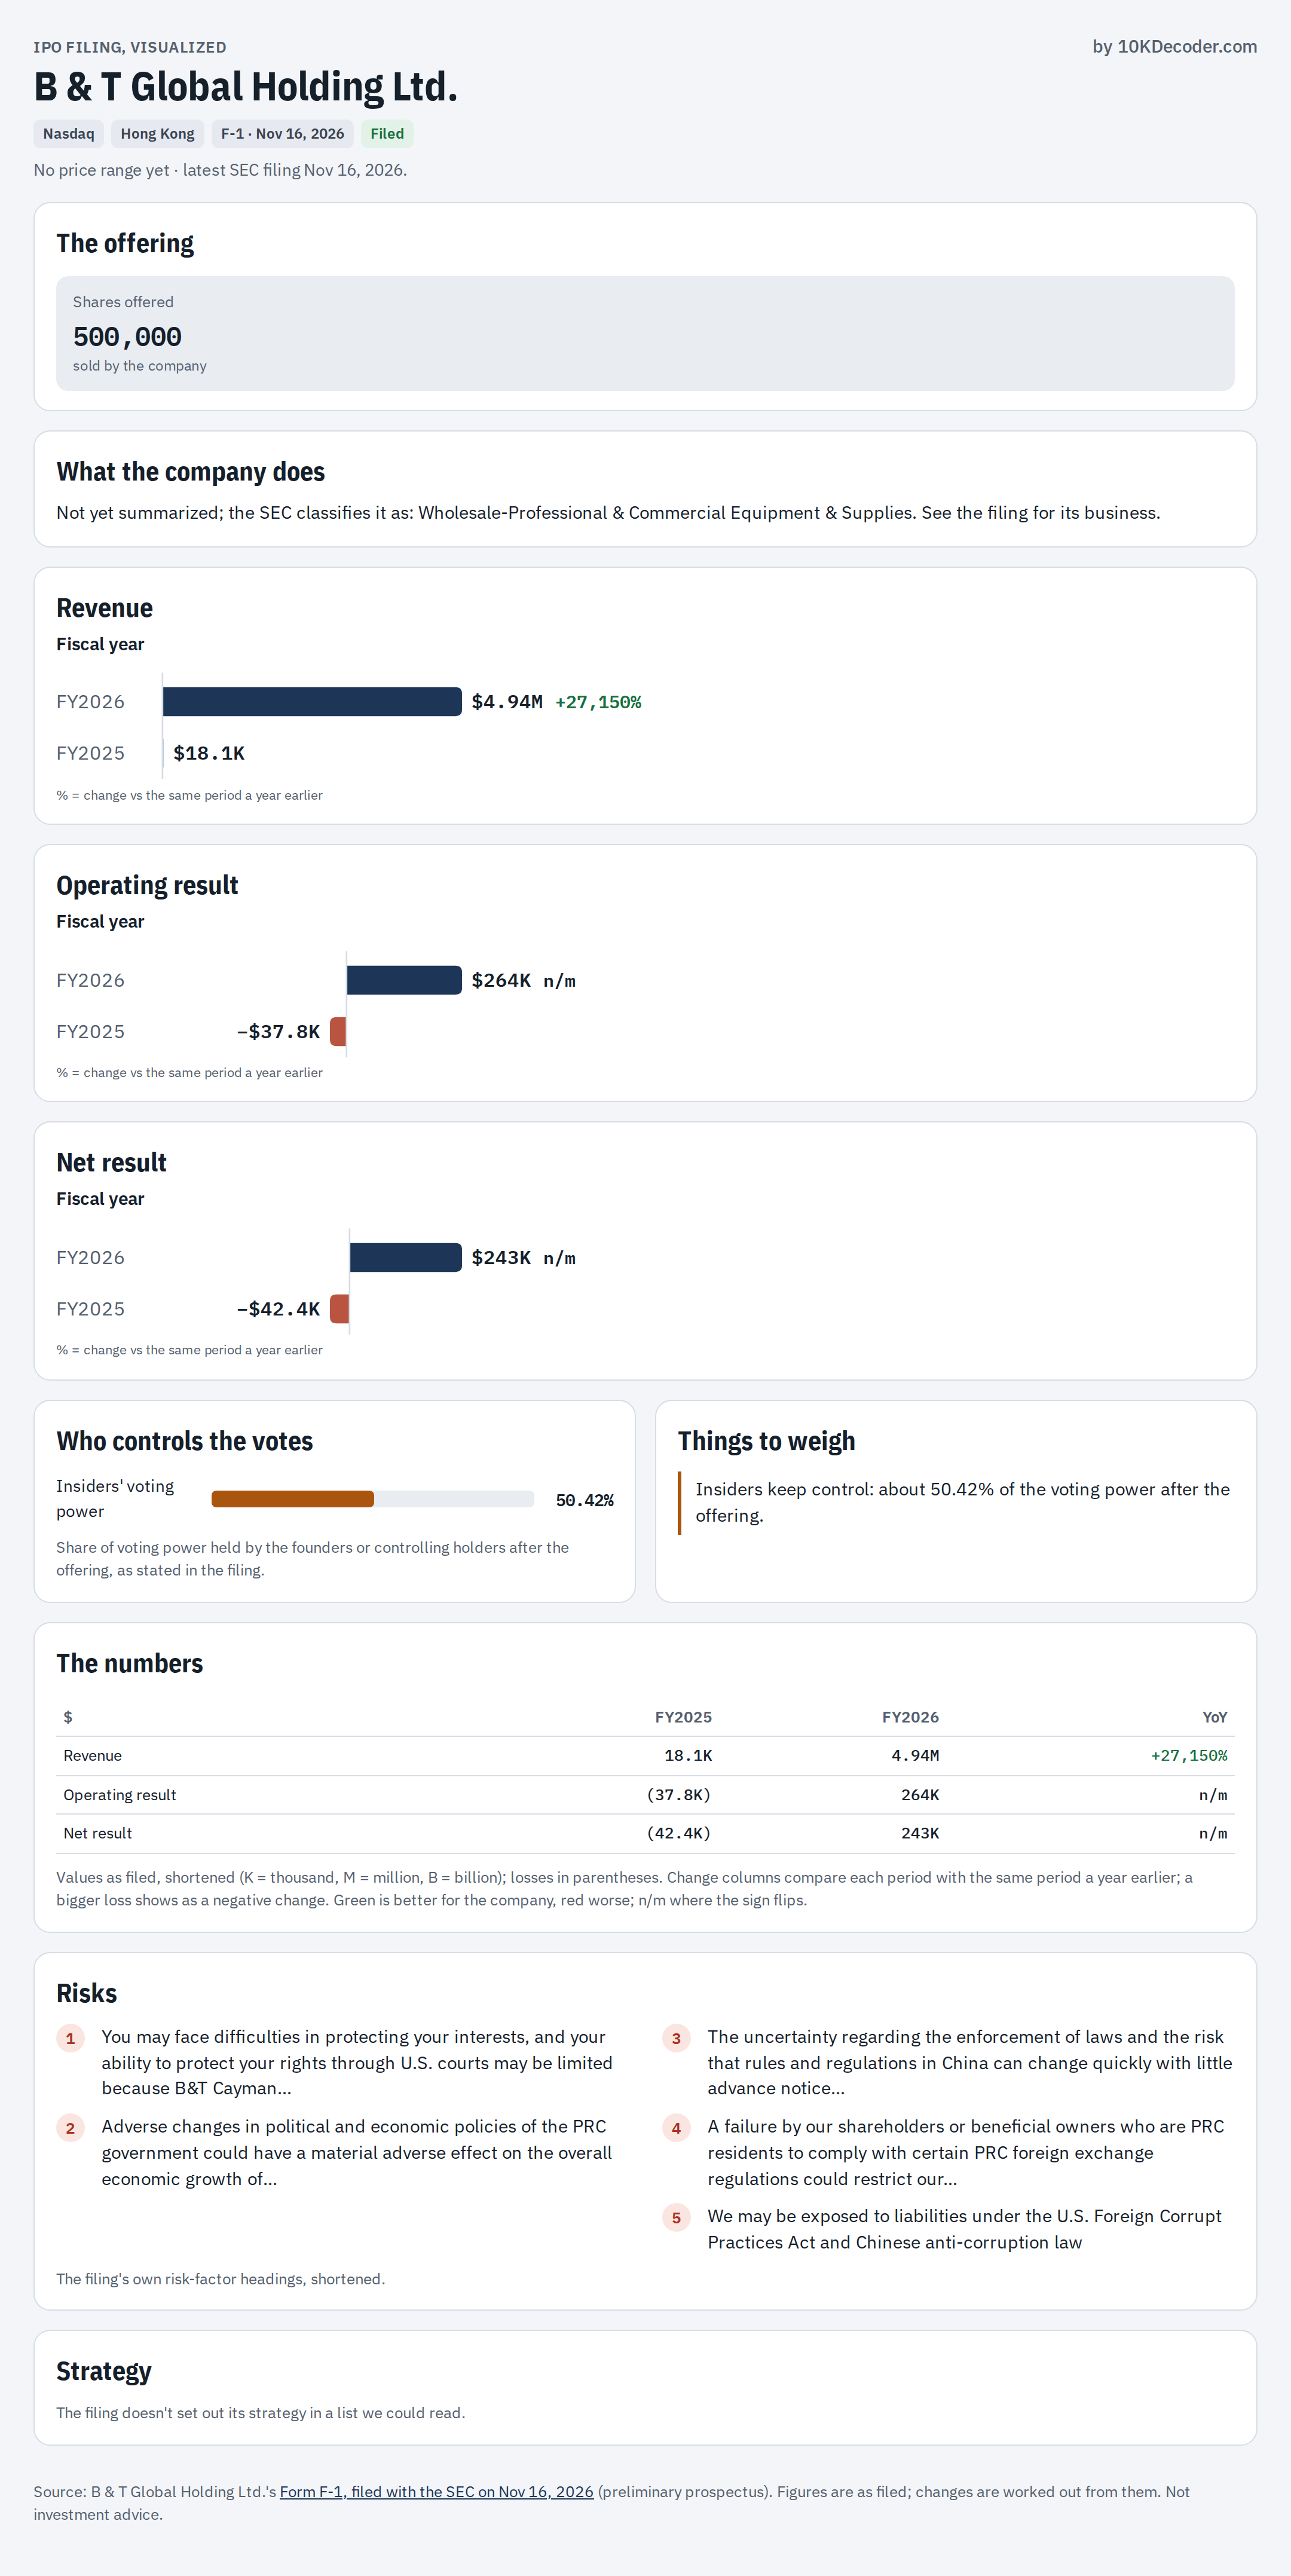 IPO FILING, VISUALIZED
by 10KDecoder.com
B & T Global Holding Ltd.
Nasdaq
Hong Kong
F-1 · Nov 16, 2026
Filed
No price range yet · latest SEC filing Nov 16, 2026.
The offering
Shares offered
500,000
sold by the company
What the company does
Not yet summarized; the SEC classifies it as: Wholesale-Professional & Commercial Equipment & Supplies. See the filing for its business.
Revenue
Fiscal year
FY2026 $4.94M +27,150%
FY2025 $18.1K
% = change vs the same period a year earlier
Operating result
Fiscal year
FY2026 $264K n/m
FY2025 −$37.8K
% = change vs the same period a year earlier
Net result
Fiscal year
FY2026 $243K n/m
FY2025 −$42.4K
% = change vs the same period a year earlier
Who controls the votes
Insiders' voting
power
50.42%
Share of voting power held by the founders or controlling holders after the
offering, as stated in the filing.
Things to weigh
Insiders keep control: about 50.42% of the voting power after the
offering.
The numbers
$ FY2025 FY2026 YoY
Revenue 18.1K 4.94M +27,150%
Operating result (37.8K) 264K n/m
Net result (42.4K) 243K n/m
Values as filed, shortened (K = thousand, M = million, B = billion); losses in parentheses. Change columns compare each period with the same period a year earlier; a
bigger loss shows as a negative change. Green is better for the company, red worse; n/m where the sign flips.
Risks
1 You may face difficulties in protecting your interests, and your
ability to protect your rights through U.S. courts may be limited
because B&T Cayman…
2 Adverse changes in political and economic policies of the PRC
government could have a material adverse effect on the overall
economic growth of…
3 The uncertainty regarding the enforcement of laws and the risk
that rules and regulations in China can change quickly with little
advance notice…
4 A failure by our shareholders or beneficial owners who are PRC
residents to comply with certain PRC foreign exchange
regulations could restrict our…
5 We may be exposed to liabilities under the U.S. Foreign Corrupt
Practices Act and Chinese anti-corruption law
The filing's own risk-factor headings, shortened.
Strategy
The filing doesn't set out its strategy in a list we could read.
Source: B & T Global Holding Ltd.'s Form F-1, filed with the SEC on Nov 16, 2026 (preliminary prospectus). Figures are as filed; changes are worked out from them. Not
investment advice.